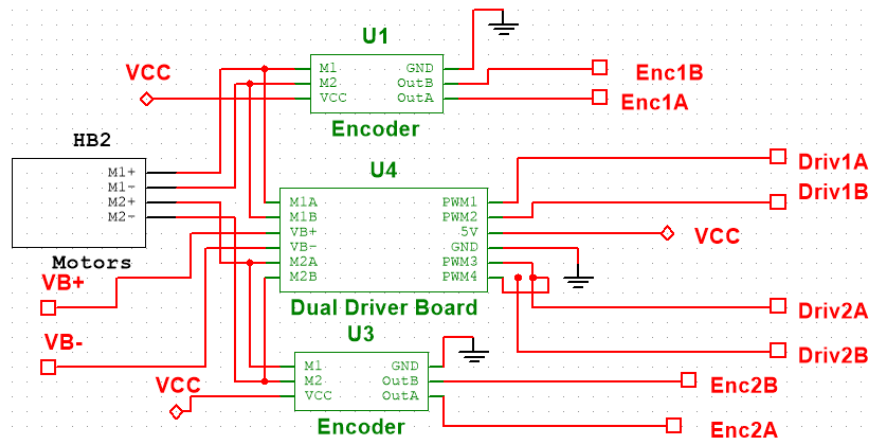 U1
VCC
M1
M2
VCC
GND
OutB
OutA
Enc1B
Enc1A
Encoder
HB2
M1+
M1-
M2+
M2-
Motors
U4
M1A
M1B
VB+
VB-
M2A
M2B
PWM1
PWM2
5V
GND
PWM3
PWM4
Driv1A
Driv1B
VCC
Dual Driver Board
VB+
VB-
Driv2A
Driv2B
U3
M1
M2
VCC
GND
OutB
OutA
VCC
Enc2B
Enc2A
Encoder